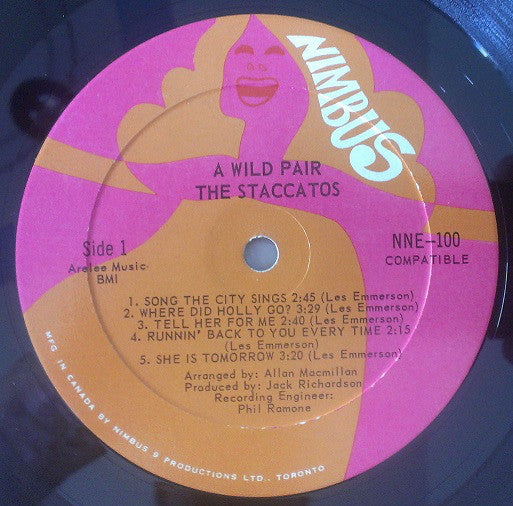 NIMBUS
A WILD PAIR
THE STACCATOS
Side 1
Arelee Music
BMI
NNE-100
COMPATIBLE
1. SONG THE CITY SINGS 2:45 (Les Emmerson)
2. WHERE DID HOLLY GO? 3:29 (Les Emmerson)
3. TELL HER FOR ME 2:40 (Les Emmerson)
4. RUNNIN' BACK TO YOU EVERY TIME 2:15
(Les Emmerson)
5. SHE IS TOMORROW 3:20 (Les Emmerson)
Arranged by: Allan Macmillan
Produced by: Jack Richardson
Recording Engineer:
Phil Ramone
MFG. IN CANADA BY NIMBUS 9 PRODUCTIONS LTD., TORONTO